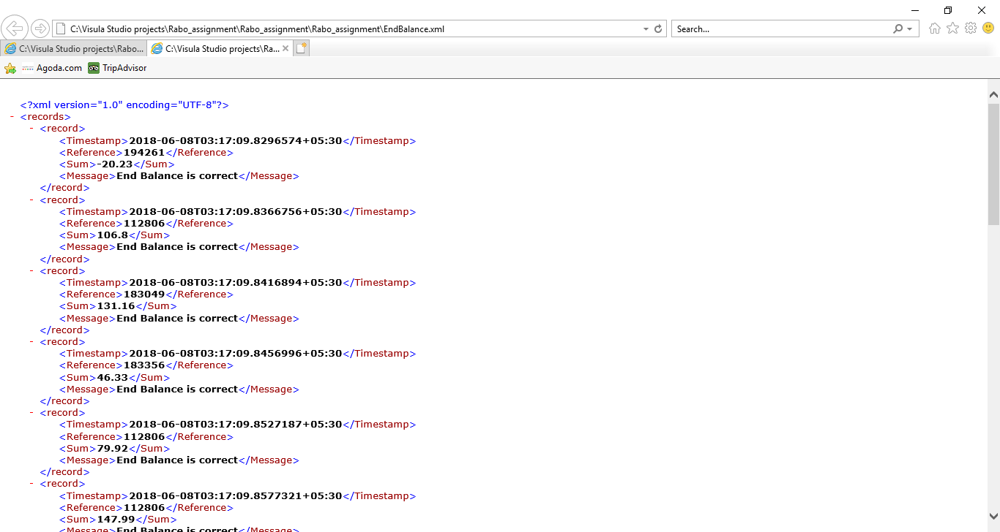 C:\Visula Studio projects\Rabo_assignment\Rabo_assignment\Rabo_assignment\EndBalance.xml
Search...
C:\Visula Studio projects\Rabo...
C:\Visula Studio projects\Ra...
Agoda.com
TripAdvisor
<?xml version="1.0" encoding="UTF-8"?>
- <records>
- <record>
<Timestamp>2018-06-08T03:17:09.8296574+05:30</Timestamp>
<Reference>194261</Reference>
<Sum>-20.23</Sum>
<Message>End Balance is correct</Message>
</record>
- <record>
<Timestamp>2018-06-08T03:17:09.8366756+05:30</Timestamp>
<Reference>112806</Reference>
<Sum>106.8</Sum>
<Message>End Balance is correct</Message>
</record>
- <record>
<Timestamp>2018-06-08T03:17:09.8416894+05:30</Timestamp>
<Reference>183049</Reference>
<Sum>131.16</Sum>
<Message>End Balance is correct</Message>
</record>
- <record>
<Timestamp>2018-06-08T03:17:09.8456996+05:30</Timestamp>
<Reference>183356</Reference>
<Sum>46.33</Sum>
<Message>End Balance is correct</Message>
</record>
- <record>
<Timestamp>2018-06-08T03:17:09.8527187+05:30</Timestamp>
<Reference>112806</Reference>
<Sum>79.92</Sum>
<Message>End Balance is correct</Message>
</record>
- <record>
<Timestamp>2018-06-08T03:17:09.8577321+05:30</Timestamp>
<Reference>112806</Reference>
<Sum>147.99</Sum>
<Message>End Balance is correct</Message>